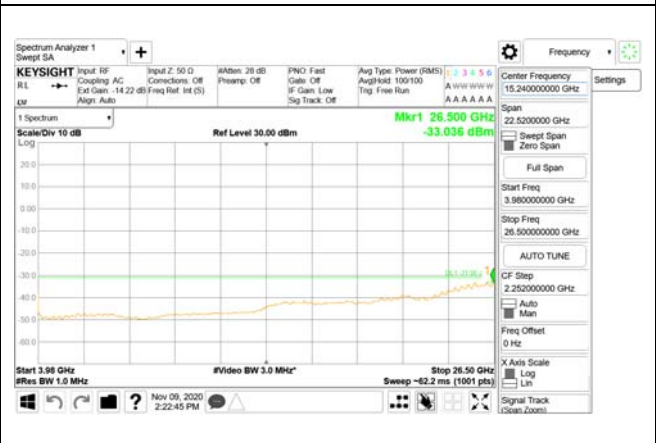 Spectrum Analyzer 1
Swept SA
+
Frequency
KEYSIGHT
RL
Input: RF
Coupling: AC
Ext Gain: -14.22 dB
Align: Auto
Input Z: 50 Ω
Corrections: Off
Freq Ref: Int (S)
#Atten: 28 dB
Preamp: Off
PNO: Fast
Gate: Off
IF Gain: Low
Sig Track: Off
Avg Type: Power (RMS)
Avg|Hold: 100/100
Trig: Free Run
1 2 3 4 5 6
A W W W W W
A A A A A A
Center Frequency
15.240000000 GHz
Settings
Span
22.5200000 GHz
Swept Span
Zero Span
Full Span
Start Freq
3.980000000 GHz
Stop Freq
26.500000000 GHz
AUTO TUNE
CF Step
2.252000000 GHz
Auto
Man
Freq Offset
0 Hz
X Axis Scale
Log
Lin
Signal Track
(Span Zoom)
1 Spectrum
Scale/Div 10 dB
Log
Ref Level 30.00 dBm
Mkr1 26.500 GHz
-33.036 dBm
20.0
10.0
0.00
-10.0
-20.0
-30.0
-40.0
-50.0
-60.0
1
Start 3.98 GHz
#Res BW 1.0 MHz
#Video BW 3.0 MHz*
Stop 26.50 GHz
Sweep ~62.2 ms (1001 pts)
?
Nov 09, 2020
2:22:45 PM